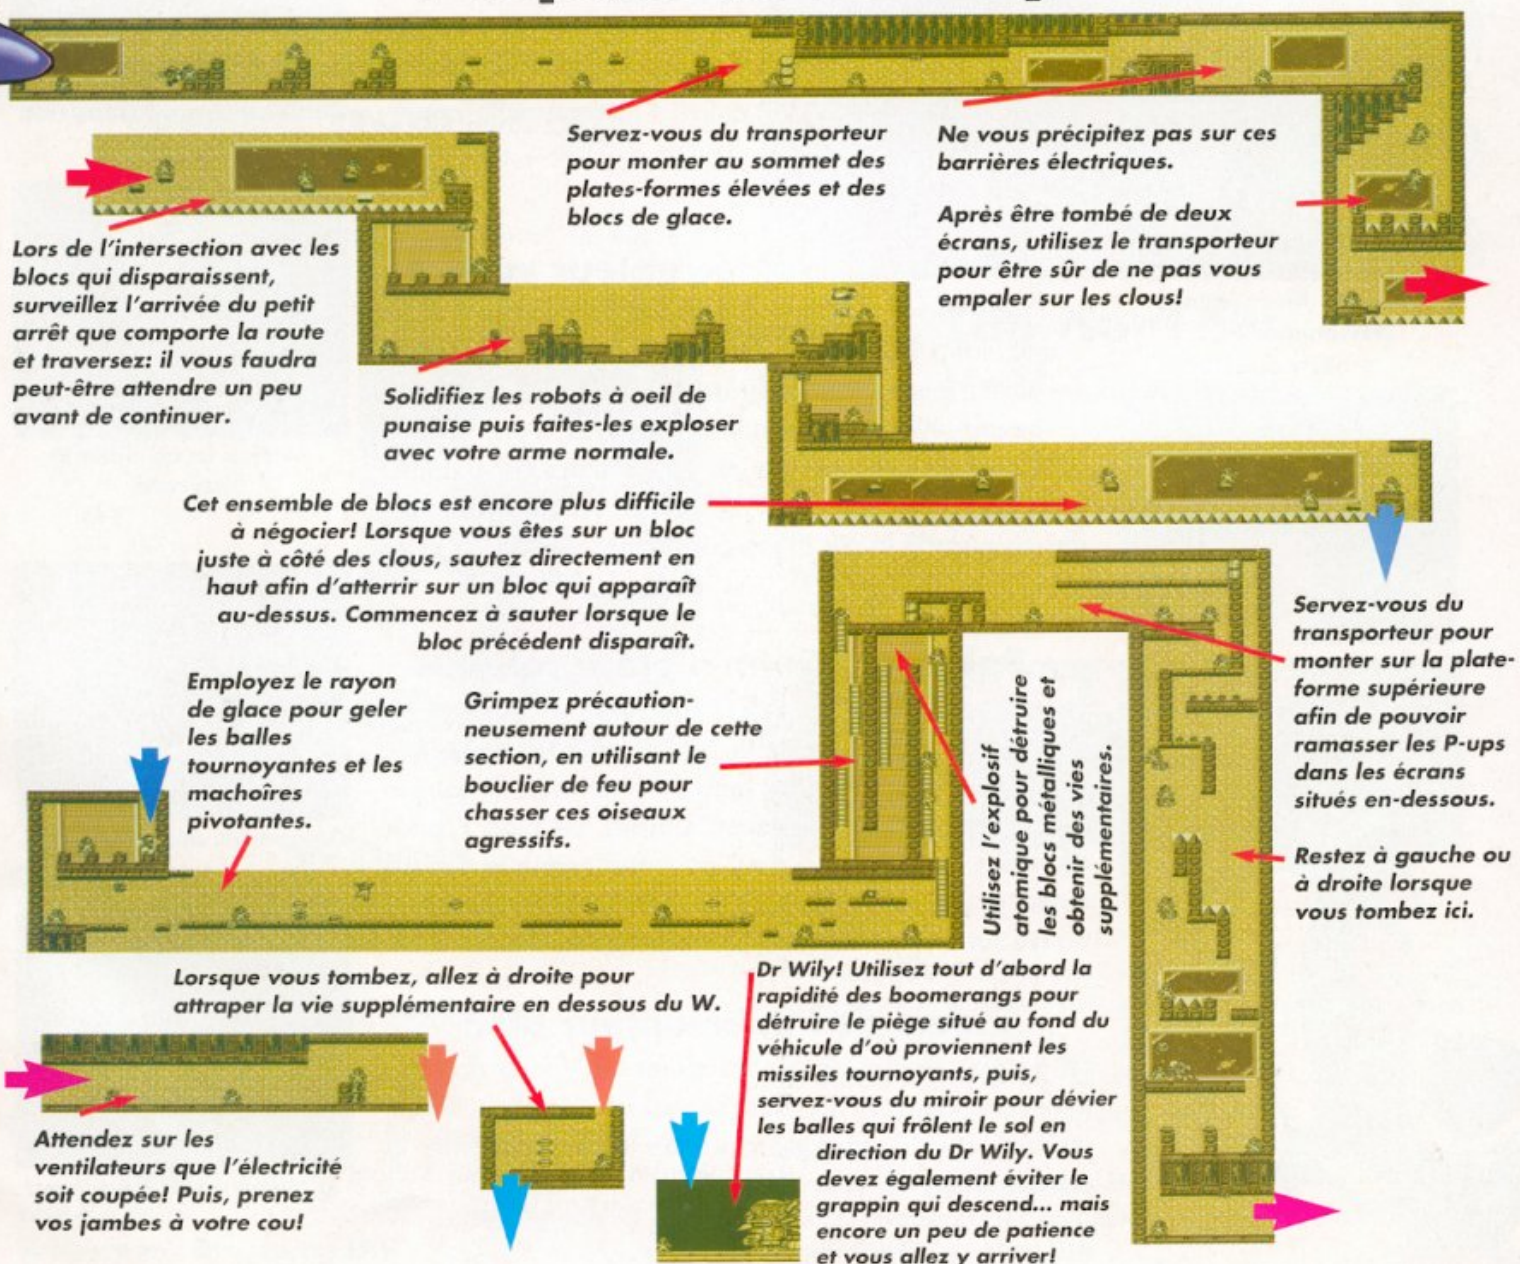 Servez-vous du transporteur
pour monter au sommet des
plates-formes élevées et des
blocs de glace.
Ne vous précipitez pas sur ces
barrières électriques.
Après être tombé de deux
écrans, utilisez le transporteur
pour être sûr de ne pas vous
empaler sur les clous!
Lors de l'intersection avec les
blocs qui disparaissent,
surveillez l'arrivée du petit
arrêt que comporte la route
et traversez: il vous faudra
peut-être attendre un peu
avant de continuer.
Solidifiez les robots à oeil de
punaise puis faites-les exploser
avec votre arme normale.
Cet ensemble de blocs est encore plus difficile
à négocier! Lorsque vous êtes sur un bloc
juste à côté des clous, sautez directement en
haut afin d'atterrir sur un bloc qui apparaît
au-dessus. Commencez à sauter lorsque le
bloc précédent disparaît.
Servez-vous du
transporteur pour
monter sur la plate-
forme supérieure
afin de pouvoir
ramasser les P-ups
dans les écrans
situés en-dessous.
Employez le rayon
de glace pour geler
les balles
tournoyantes et les
machoîres
pivotantes.
Grimpez précaution-
neusement autour de cette
section, en utilisant le
bouclier de feu pour
chasser ces oiseaux
agressifs.
Utilisez l'explosif
atomique pour détruire
les blocs métalliques et
obtenir des vies
supplémentaires.
Restez à gauche ou
à droite lorsque
vous tombez ici.
Lorsque vous tombez, allez à droite pour
attraper la vie supplémentaire en dessous du W.
Dr Wily! Utilisez tout d'abord la
rapidité des boomerangs pour
détruire le piège situé au fond du
véhicule d'où proviennent les
missiles tournoyants, puis,
servez-vous du miroir pour dévier
les balles qui frôlent le sol en
direction du Dr Wily. Vous
devez également éviter le
grappin qui descend... mais
encore un peu de patience
et vous allez y arriver!
Attendez sur les
ventilateurs que l'électricité
soit coupée! Puis, prenez
vos jambes à votre cou!